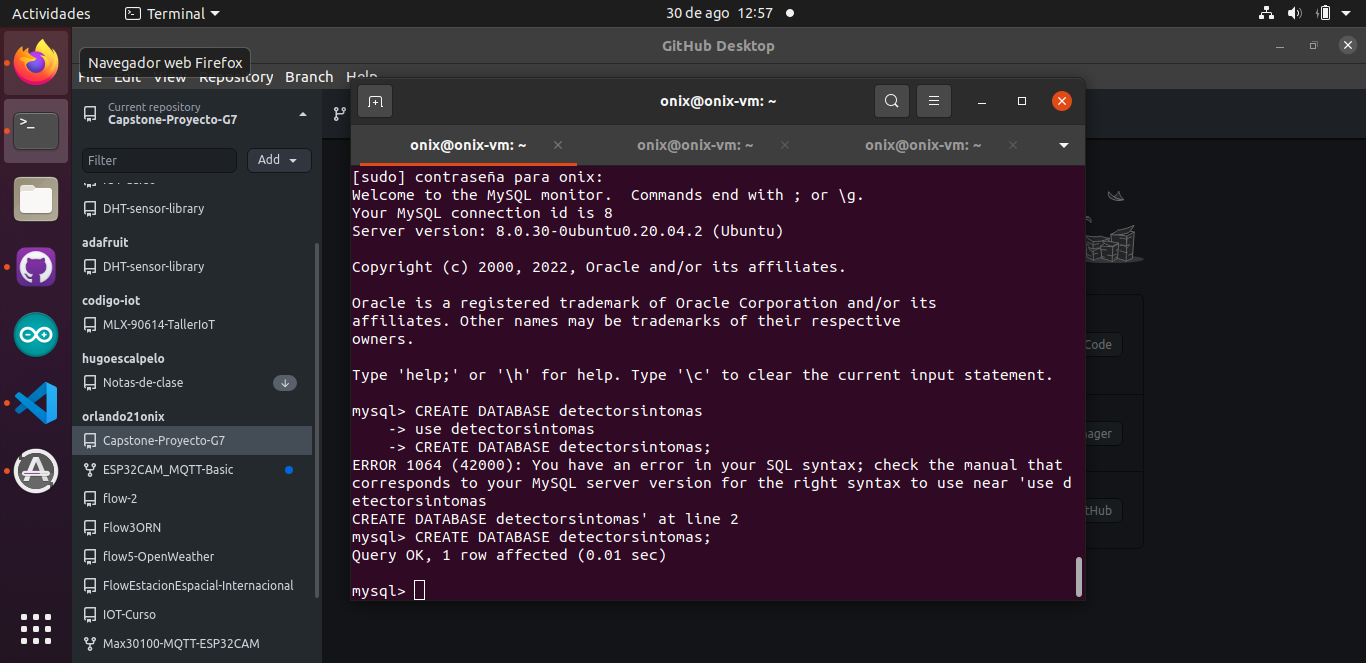 Actividades
Terminal
30 de ago 12:57
GitHub Desktop
Navegador web Firefox
File Edit View Repository Branch Help
Current repository
Capstone-Proyecto-G7
Filter
Add
DHT-sensor-library
adafruit
DHT-sensor-library
codigo-iot
MLX-90614-TallerIoT
hugoescalpelo
Notas-de-clase
orlando21onix
Capstone-Proyecto-G7
ESP32CAM_MQTT-Basic
flow-2
Flow3ORN
flow5-OpenWeather
FlowEstacionEspacial-Internacional
IOT-Curso
Max30100-MQTT-ESP32CAM
onix@onix-vm: ~
onix@onix-vm: ~
onix@onix-vm: ~
onix@onix-vm: ~
[sudo] contraseña para onix:
Welcome to the MySQL monitor.  Commands end with ; or \g.
Your MySQL connection id is 8
Server version: 8.0.30-0ubuntu0.20.04.2 (Ubuntu)
Copyright (c) 2000, 2022, Oracle and/or its affiliates.
Oracle is a registered trademark of Oracle Corporation and/or its
affiliates. Other names may be trademarks of their respective
owners.
Type 'help;' or '\h' for help. Type '\c' to clear the current input statement.
mysql> CREATE DATABASE detectorsintomas
-> use detectorsintomas
-> CREATE DATABASE detectorsintomas;
ERROR 1064 (42000): You have an error in your SQL syntax; check the manual that
corresponds to your MySQL server version for the right syntax to use near 'use d
etectorsintomas
CREATE DATABASE detectorsintomas' at line 2
mysql> CREATE DATABASE detectorsintomas;
Query OK, 1 row affected (0.01 sec)
mysql>
Code
ager
tHub